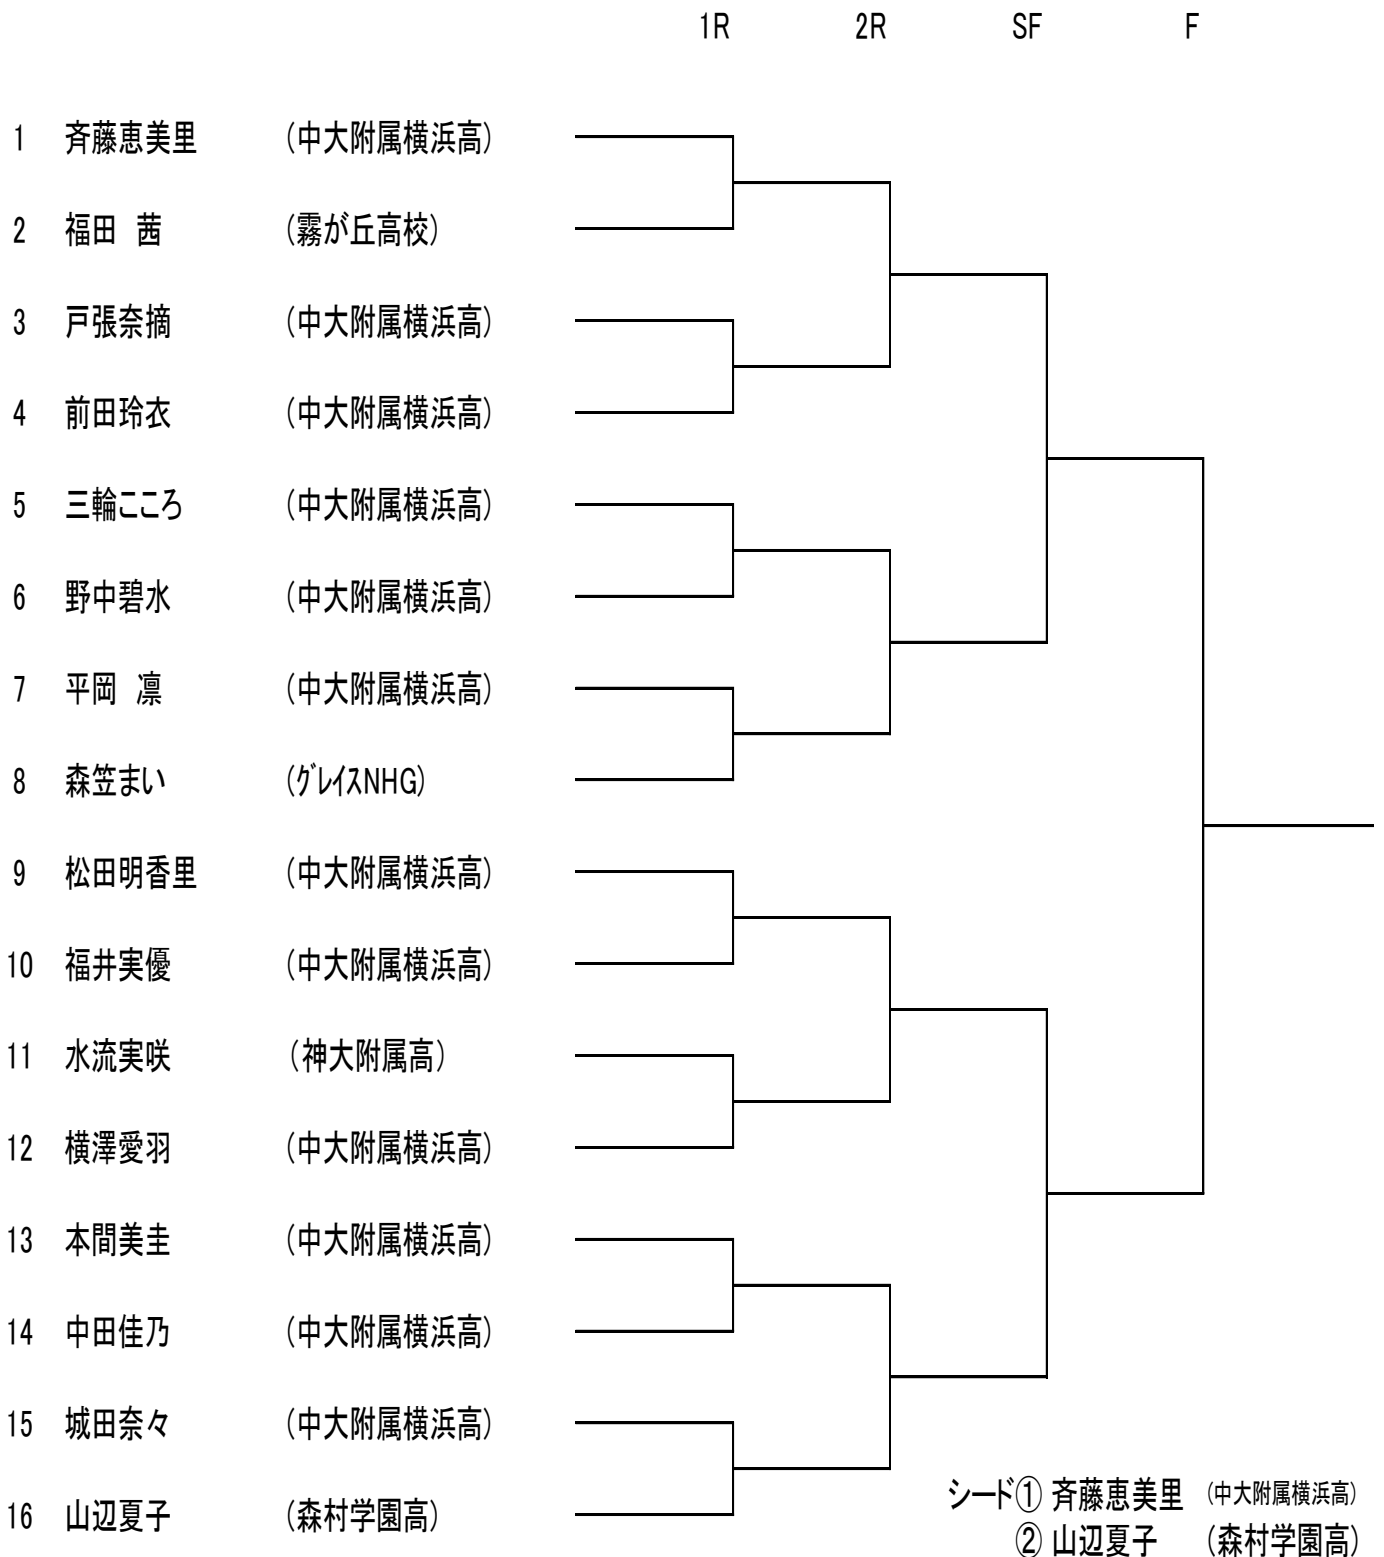 1R 2R SF F
1 斉藤恵美里 (中大附属横浜高)
2 福田 茜 (霧が丘高校)
3 戸張奈摘 (中大附属横浜高)
4 前田玲衣 (中大附属横浜高)
5 三輪こころ (中大附属横浜高)
6 野中碧水 (中大附属横浜高)
7 平岡 凛 (中大附属横浜高)
8 森笠まい (グレイスNHG)
9 松田明香里 (中大附属横浜高)
10 福井実優 (中大附属横浜高)
11 水流実咲 (神大附属高)
12 横澤愛羽 (中大附属横浜高)
13 本間美圭 (中大附属横浜高)
14 中田佳乃 (中大附属横浜高)
15 城田奈々 (中大附属横浜高)
16 山辺夏子 (森村学園高)
シード① 斉藤恵美里 (中大附属横浜高)
② 山辺夏子 (森村学園高)